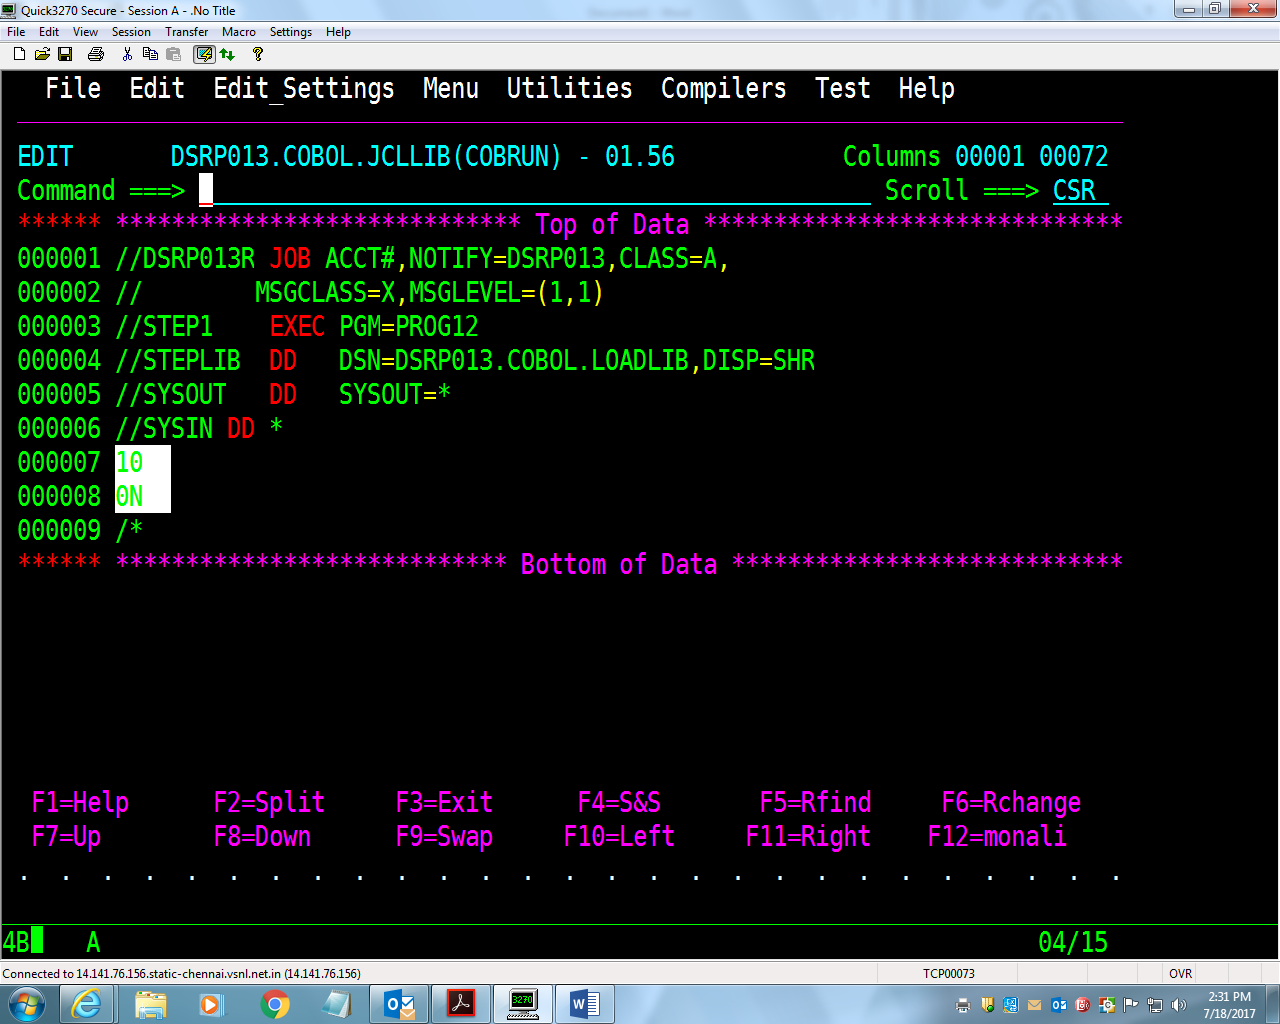 Quick3270 Secure - Session A - .No Title
File Edit View Session Transfer Macro Settings Help
File Edit Edit_Settings Menu Utilities Compilers Test Help
EDIT DSRP013.COBOL.JCLLIB(COBRUN) - 01.56 Columns 00001 00072
Command ===> Scroll ===> CSR
****** ***************************** Top of Data ******************************
000001 //DSRP013R JOB ACCT#,NOTIFY=DSRP013,CLASS=A,
000002 // MSGCLASS=X,MSGLEVEL=(1,1)
000003 //STEP1 EXEC PGM=PROG12
000004 //STEPLIB DD DSN=DSRP013.COBOL.LOADLIB,DISP=SHR
000005 //SYSOUT DD SYSOUT=*
000006 //SYSIN DD *
000007 10
000008 0N
000009 /*
****** **************************** Bottom of Data ****************************
F1=Help F2=Split F3=Exit F4=S&S F5=Rfind F6=Rchange
F7=Up F8=Down F9=Swap F10=Left F11=Right F12=monali
. . . . . . . . . . . . . . . . . . . . . . . . . . .
4B A 04/15
Connected to 14.141.76.156.static-chennai.vsnl.net.in (14.141.76.156) TCP00073 OVR
3270
2:31 PM
7/18/2017